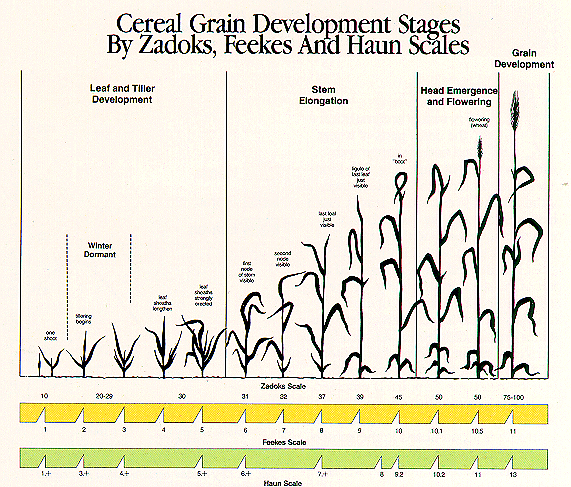 Cereal Grain Development Stages
By Zadoks, Feekes And Haun Scales
Grain
Development
Leaf and Tiller
Development
Stem
Elongation
Head Emergence
and Flowering
flowering
(wheat)
in
"boot"
ligule of
last leaf
just
visible
last leaf
just
visible
Winter
Dormant
first
node
of stem
visible
second
node
visible
leaf
sheaths
strongly
erected
leaf
sheaths
lengthen
tillering
begins
one
shoot
Zadoks Scale
10 20-29 30 31 32 37 39 45 50 50 75-100
1 2 3 4 5 6 7 8 9 10 10.1 10.5 11
Feekes Scale
1.+ 3.+ 4.+ 5.+ 6.+ 7.+ 8 9.2 10.2 11 13
Haun Scale